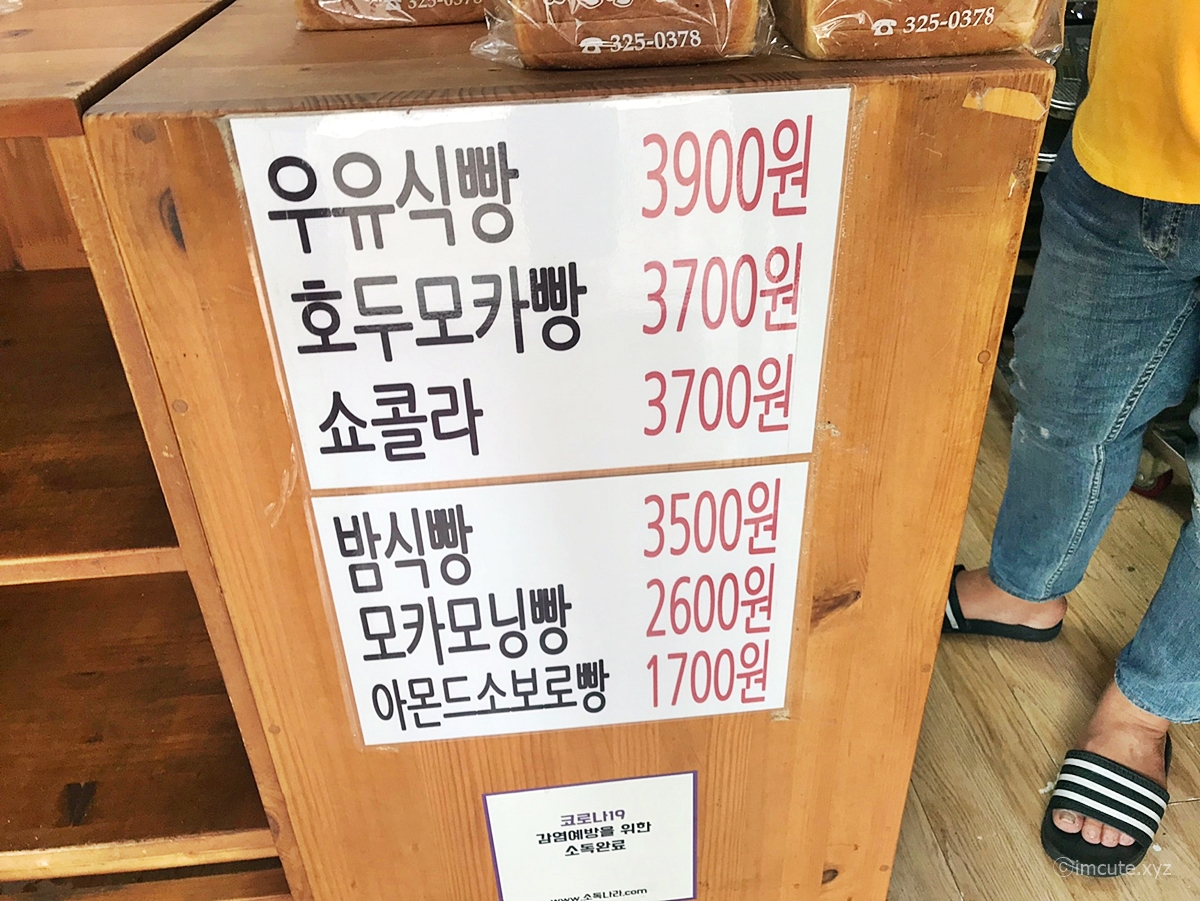 325-0378
325-0378
325-0378
우유식빵 3900원
호두모카빵 3700원
쇼콜라 3700원
밤식빵 3500원
모카모닝빵 2600원
아몬드소보로빵 1700원
코로나19
감염예방을 위한
소독완료
www.소독나라.com
©imcute.xyz